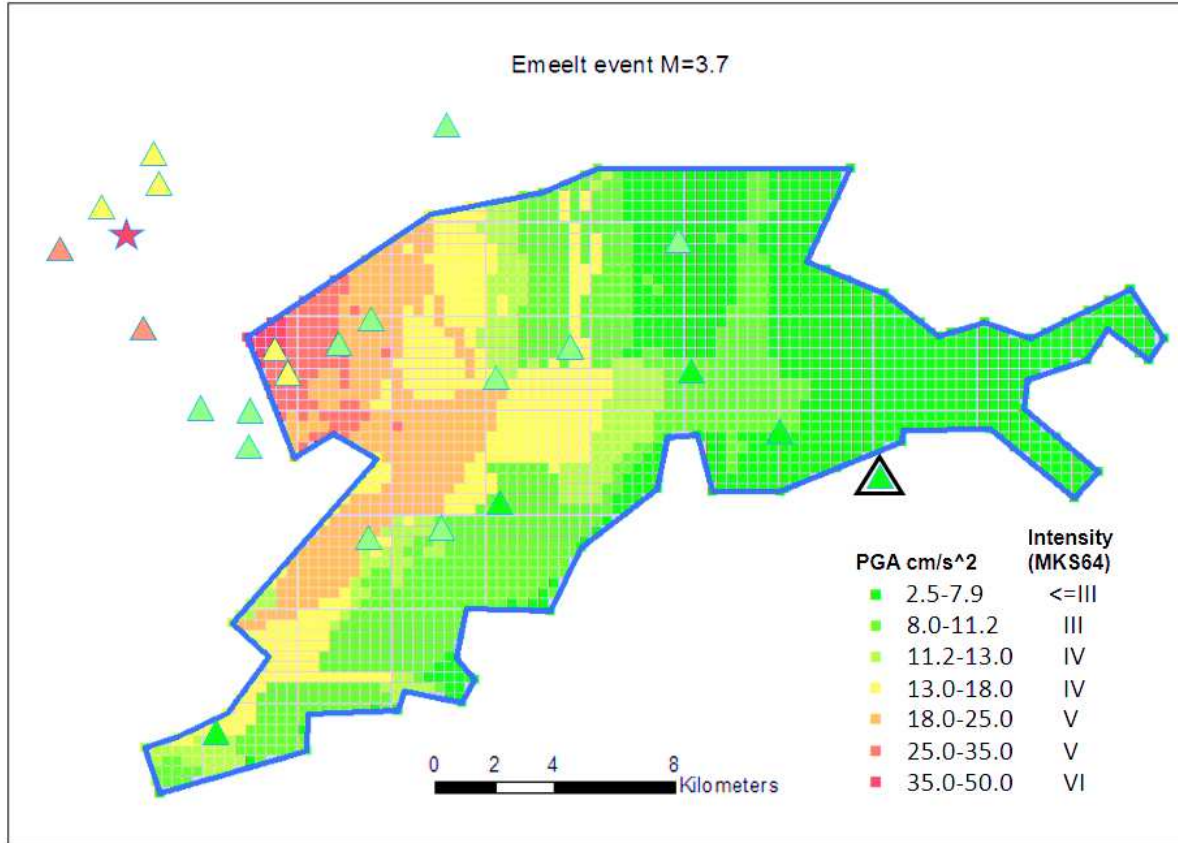 Emeelt event M=3.7
PGA cm/s^2 Intensity (MKS64)
2.5-7.9 <=III
8.0-11.2 III
11.2-13.0 IV
13.0-18.0 IV
18.0-25.0 V
25.0-35.0 V
35.0-50.0 VI
0 2 4 8
Kilometers